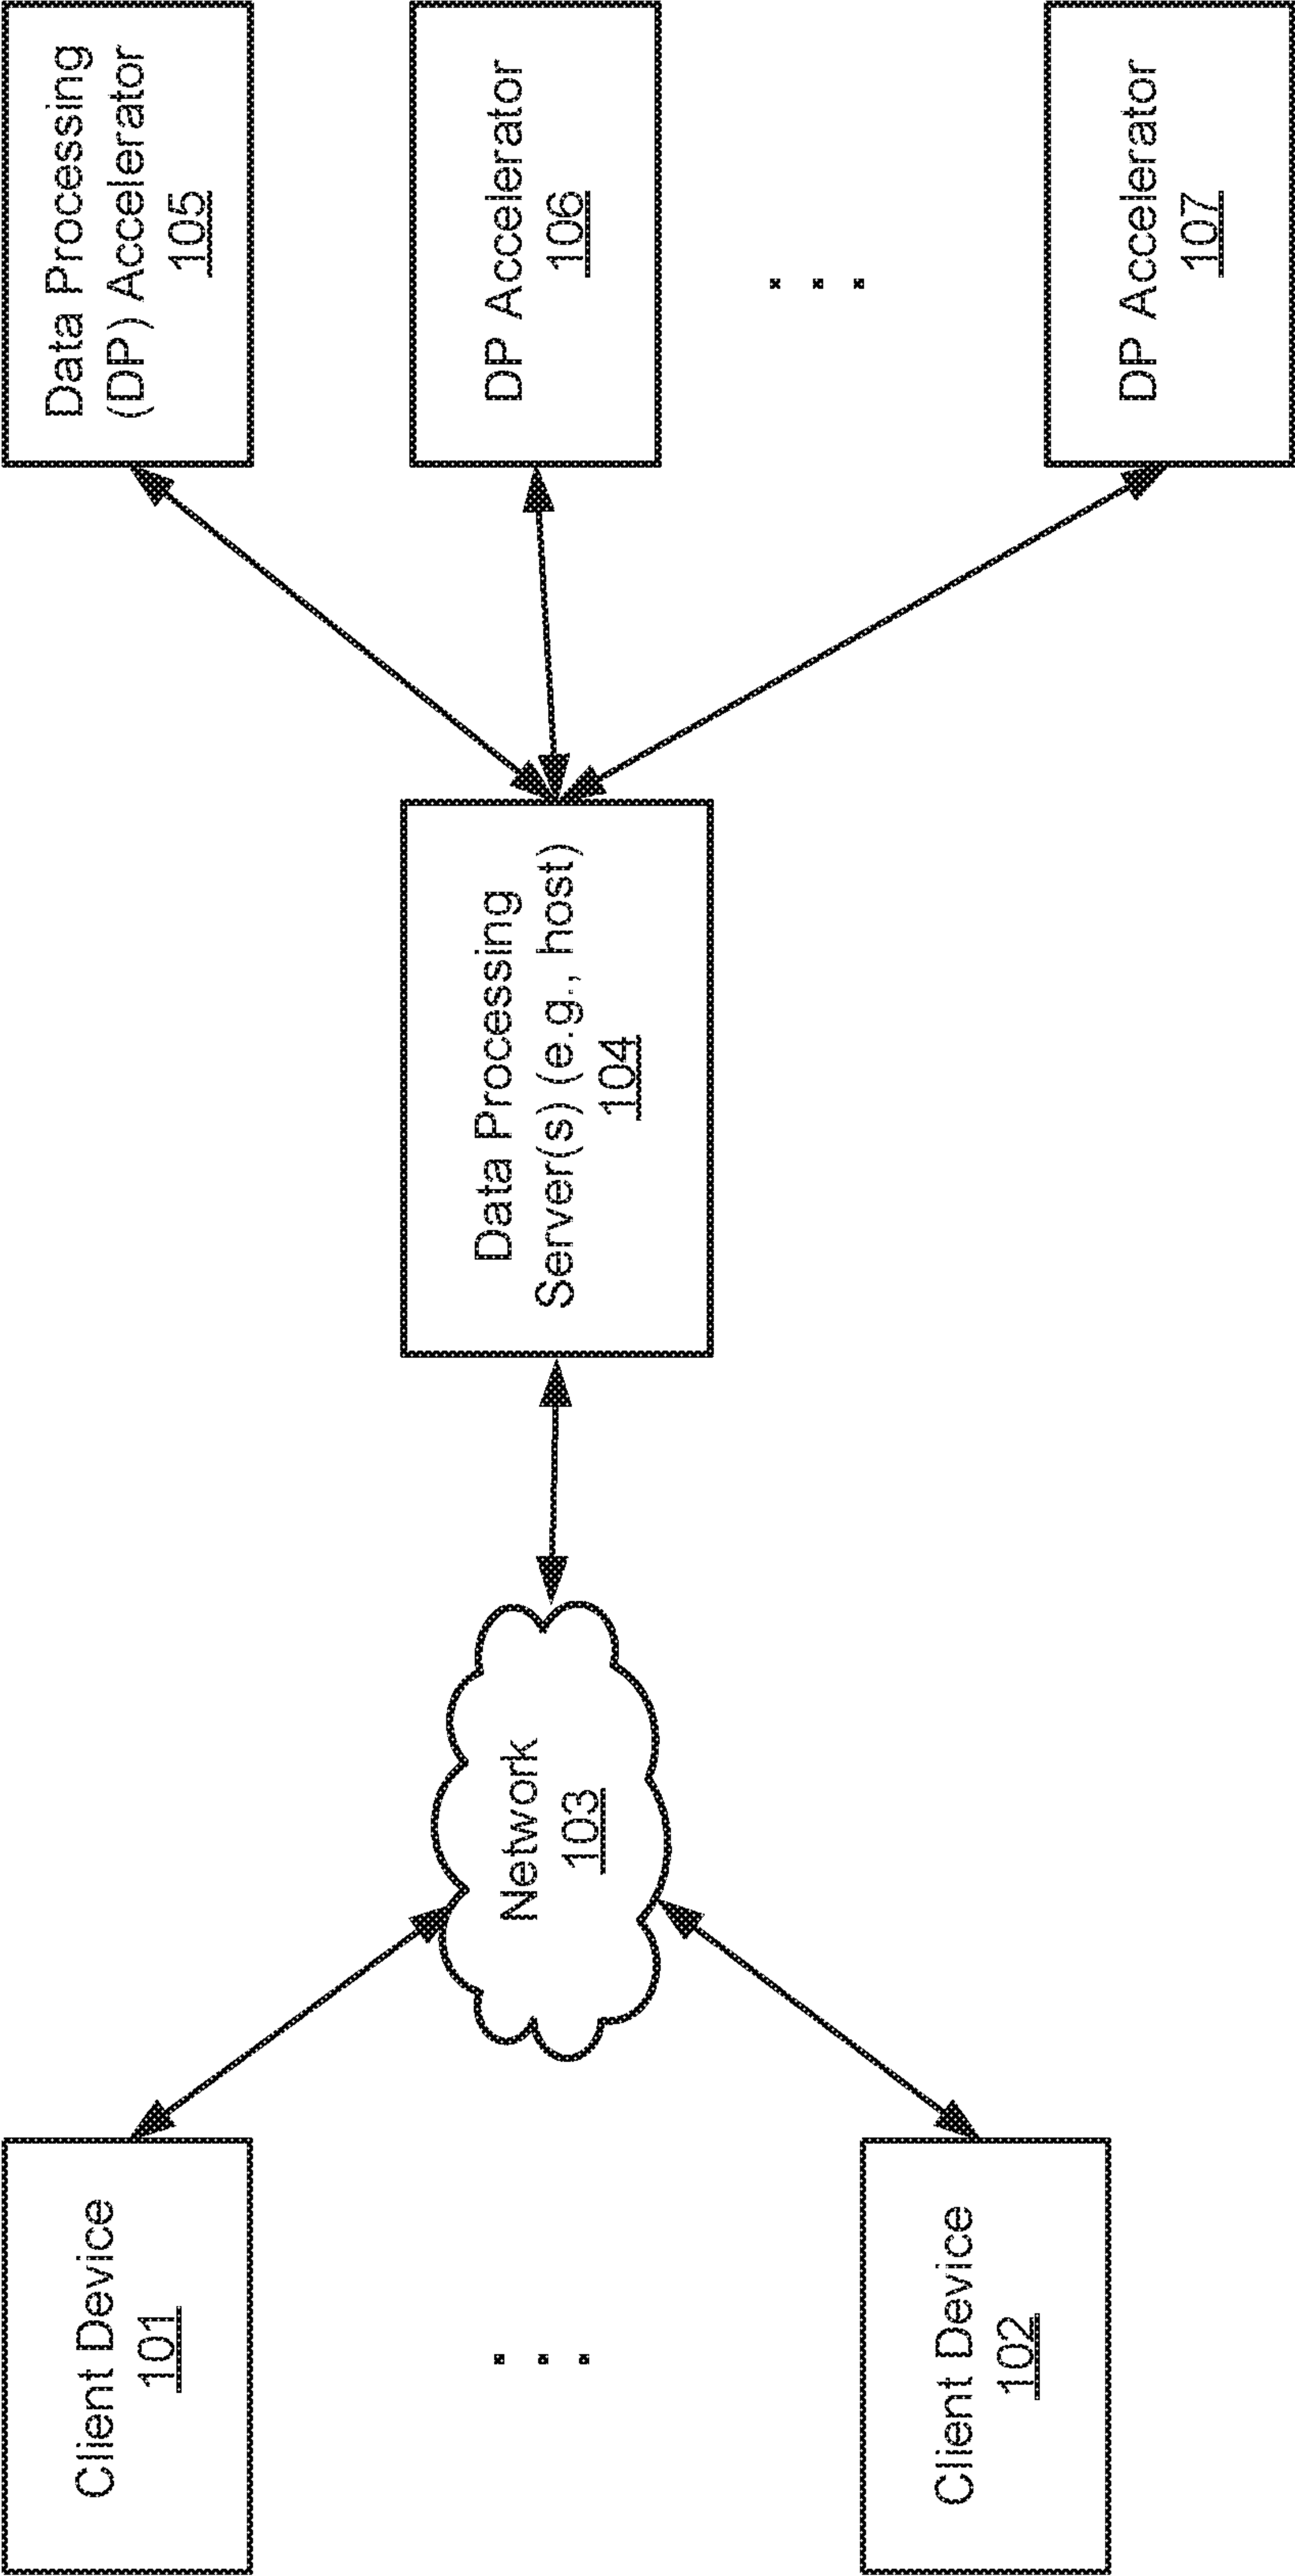 Client Device
101
Client Device
102
Network
103
Data Processing
Server(s) (e.g., host)
104
Data Processing
(DP) Accelerator
105
DP Accelerator
106
DP Accelerator
107